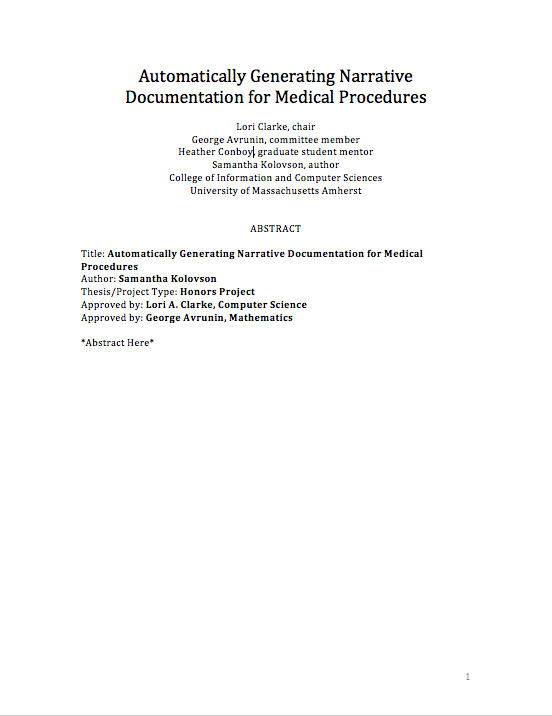 Automatically Generating Narrative
Documentation for Medical Procedures
Lori Clarke, chair
George Avrunin, committee member
Heather Conboy, graduate student mentor
Samantha Kolovson, author
College of Information and Computer Sciences
University of Massachusetts Amherst
ABSTRACT
Title: Automatically Generating Narrative Documentation for Medical
Procedures
Author: Samantha Kolovson
Thesis/Project Type: Honors Project
Approved by: Lori A. Clarke, Computer Science
Approved by: George Avrunin, Mathematics
*Abstract Here*
1